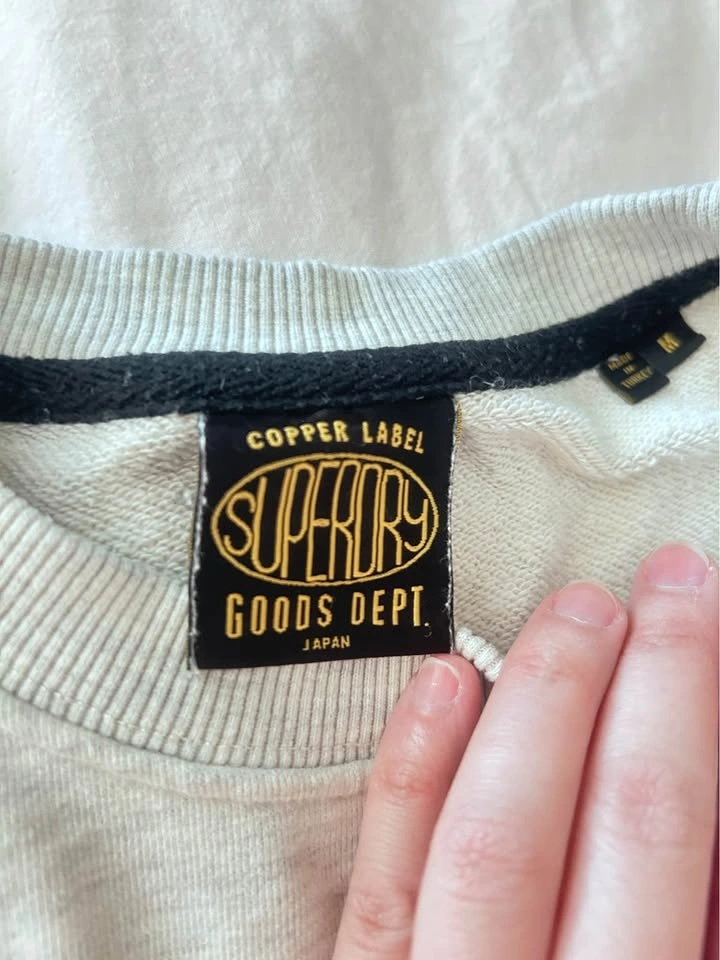 COPPER LABEL
SUPERDRY
GOODS DEPT.
JAPAN
MADE
IN
TURKEY
M